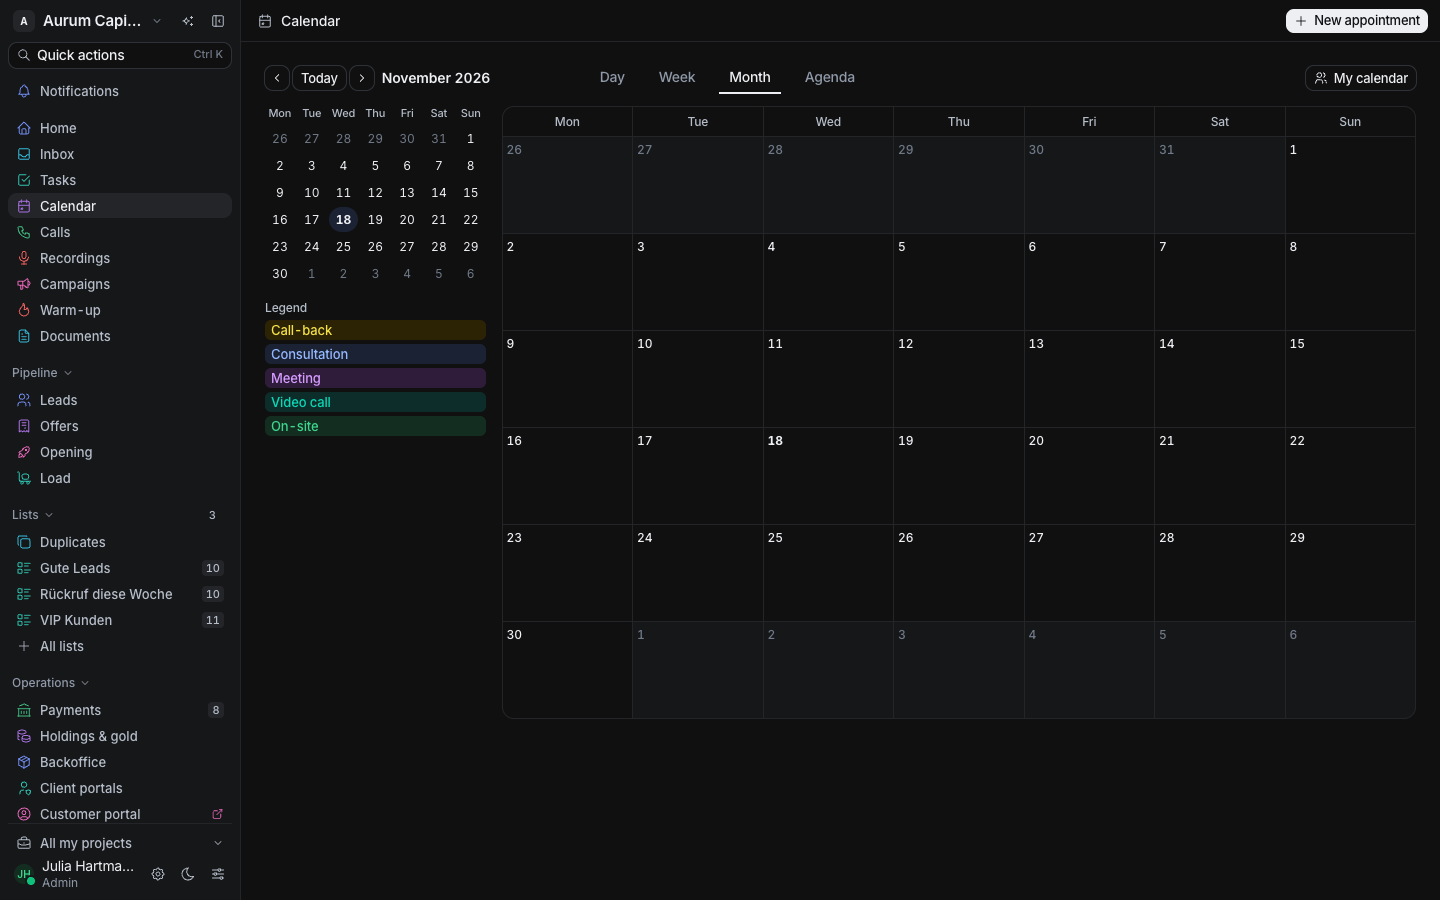 A Aurum Capi...
Quick actions Ctrl K
Notifications
Home
Inbox
Tasks
Calendar
Calls
Recordings
Campaigns
Warm-up
Documents
Pipeline
Leads
Offers
Opening
Load
Lists 3
Duplicates
Gute Leads 10
Rückruf diese Woche 10
VIP Kunden 11
All lists
Operations
Payments 8
Holdings & gold
Backoffice
Client portals
Customer portal
All my projects
JH Julia Hartma...
Admin
Calendar
New appointment
Today November 2026
Day Week Month Agenda
My calendar
Mon Tue Wed Thu Fri Sat Sun
26 27 28 29 30 31 1
2 3 4 5 6 7 8
9 10 11 12 13 14 15
16 17 18 19 20 21 22
23 24 25 26 27 28 29
30 1 2 3 4 5 6
Legend
Call-back
Consultation
Meeting
Video call
On-site
Mon Tue Wed Thu Fri Sat Sun
26 27 28 29 30 31 1
2 3 4 5 6 7 8
9 10 11 12 13 14 15
16 17 18 19 20 21 22
23 24 25 26 27 28 29
30 1 2 3 4 5 6